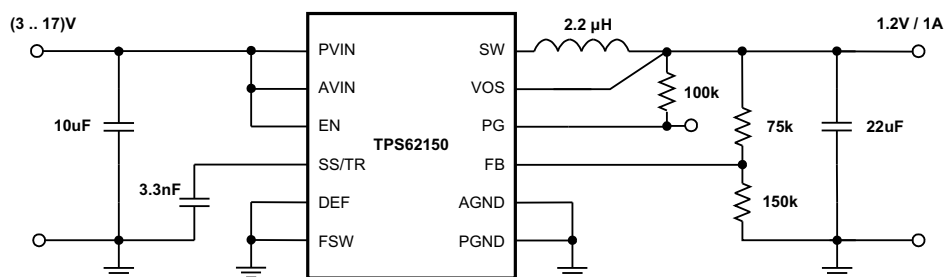 (3 .. 17)V
2.2 µH
1.2V / 1A
PVIN
SW
AVIN
VOS
100k
10uF
EN
PG
TPS62150
75k
22uF
SS/TR
FB
3.3nF
DEF
AGND
150k
FSW
PGND